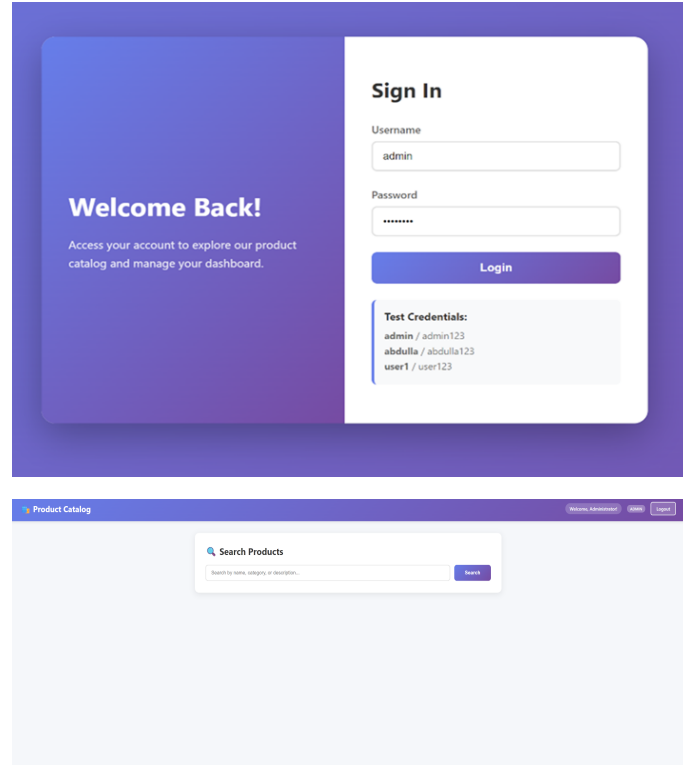 Sign In
Username
admin
Welcome Back!
Access your account to explore our product
catalog and manage your dashboard.
Password
••••••••
Login
Test Credentials:
admin / admin123
abdulla / abdulla123
user1 / user123
Product Catalog
Welcome, Administrator!
ADMIN
Logout
Search Products
Search by name, category, or description...
Search